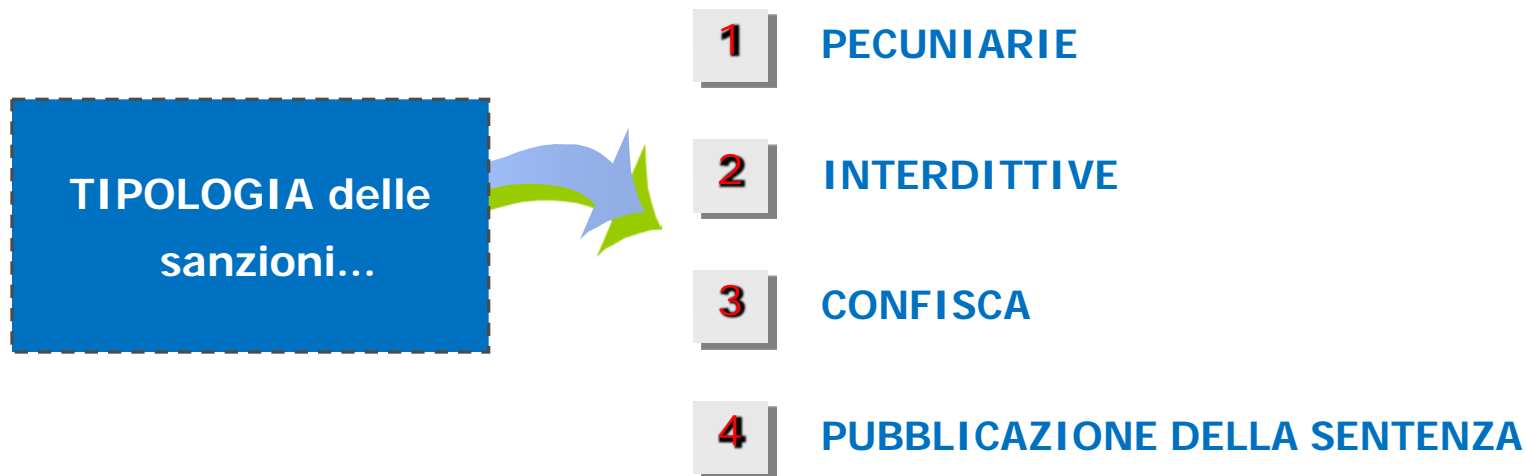 TIPOLOGIA delle
sanzioni...
1 PECUNIARIE
2 INTERDITTIVE
3 CONFISCA
4 PUBBLICAZIONE DELLA SENTENZA